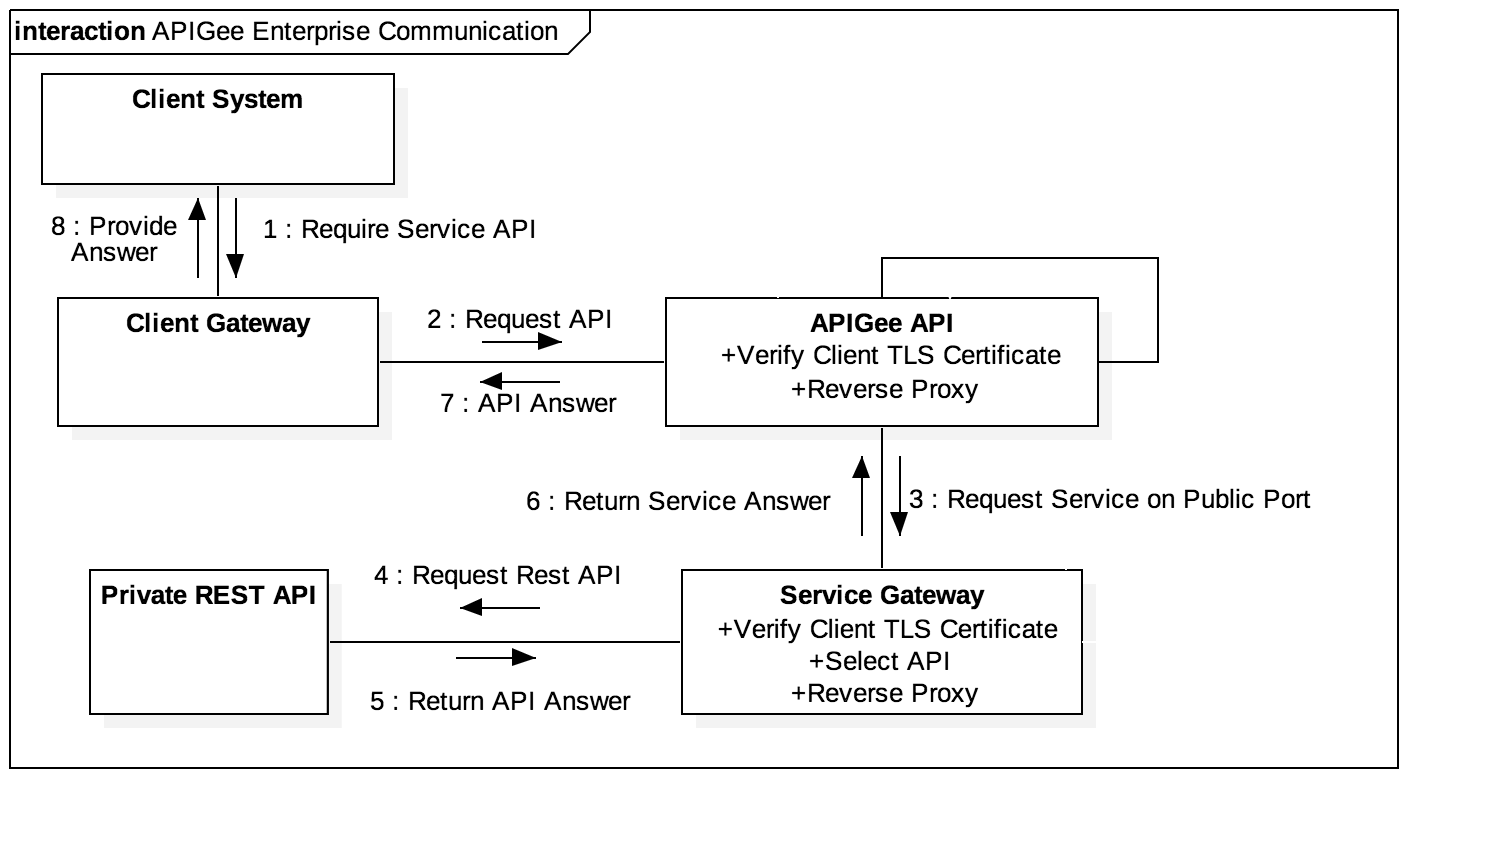 interaction APIGee Enterprise Communication
Client System
8 : Provide
Answer
1 : Require Service API
Client Gateway
2 : Request API
7 : API Answer
APIGee API
+Verify Client TLS Certificate
+Reverse Proxy
6 : Return Service Answer
3 : Request Service on Public Port
Private REST API
4 : Request Rest API
5 : Return API Answer
Service Gateway
+Verify Client TLS Certificate
+Select API
+Reverse Proxy